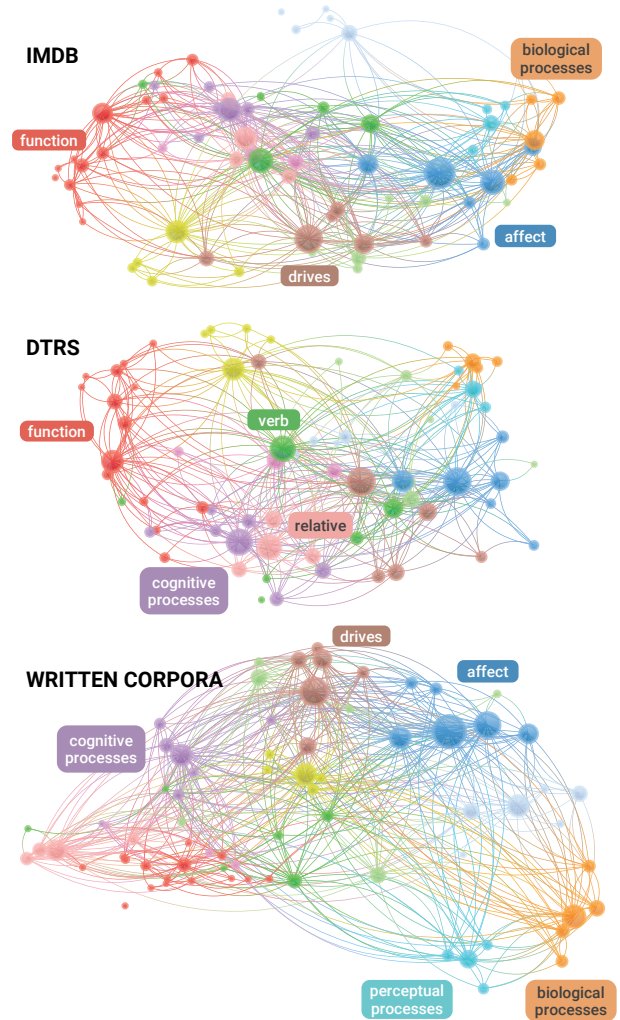 IMDB
biological
processes
function
affect
drives
DTRS
verb
function
relative
cognitive
processes
drives
WRITTEN CORPORA
affect
cognitive
processes
perceptual
processes
biological
processes